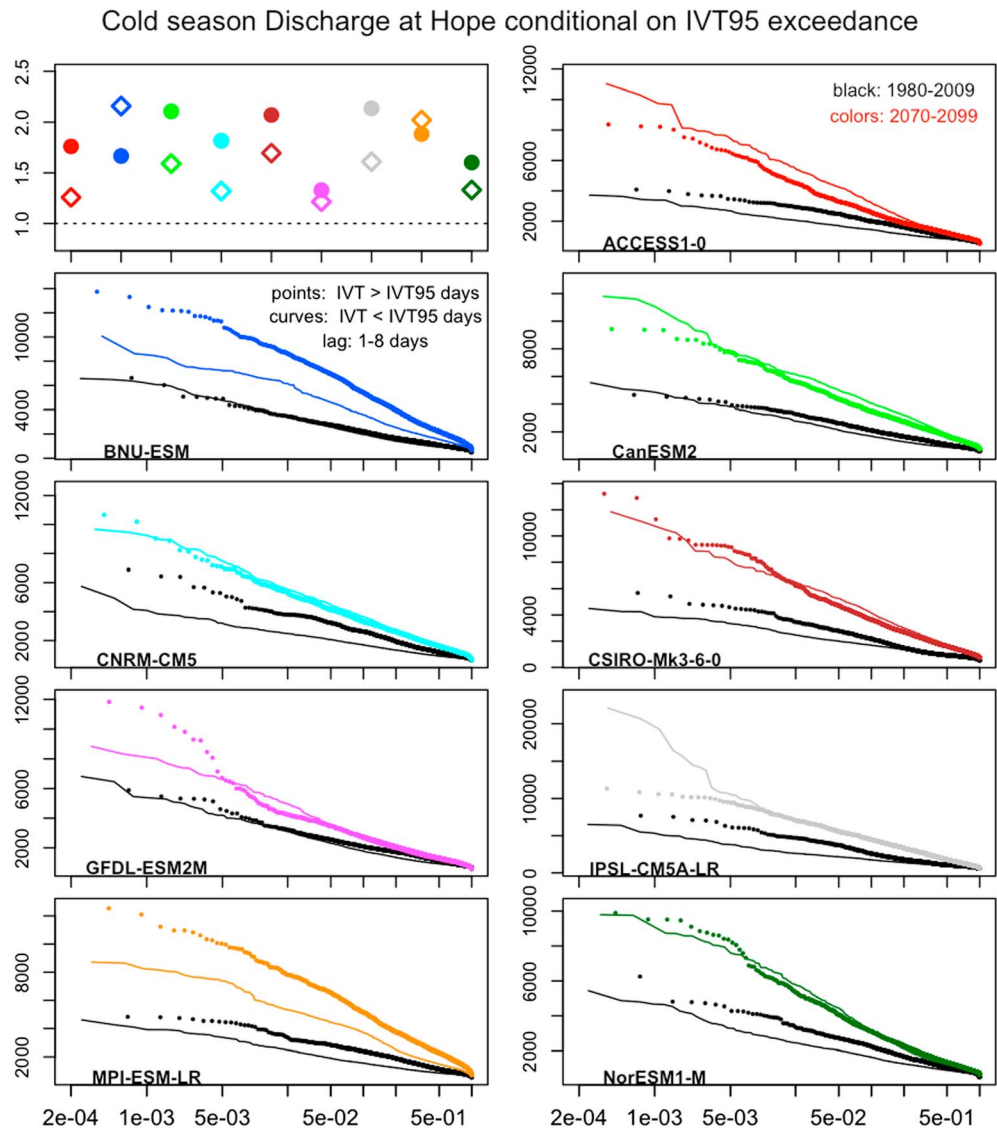 Cold season Discharge at Hope conditional on IVT95 exceedance
1.0 1.5 2.0 2.5
2000 6000 12000
black: 1980-2009
colors: 2070-2099
ACCESS1-0
0 4000 10000
points: IVT > IVT95 days
curves: IVT < IVT95 days
lag: 1-8 days
BNU-ESM
2000 8000
CanESM2
2000 6000 12000
CNRM-CM5
0 4000 10000
CSIRO-Mk3-6-0
2000 6000 12000
GFDL-ESM2M
0 10000 20000
IPSL-CM5A-LR
2000 8000
MPI-ESM-LR
2000 6000 10000
NorESM1-M
2e-04 1e-03 5e-03 5e-02 5e-01
2e-04 1e-03 5e-03 5e-02 5e-01